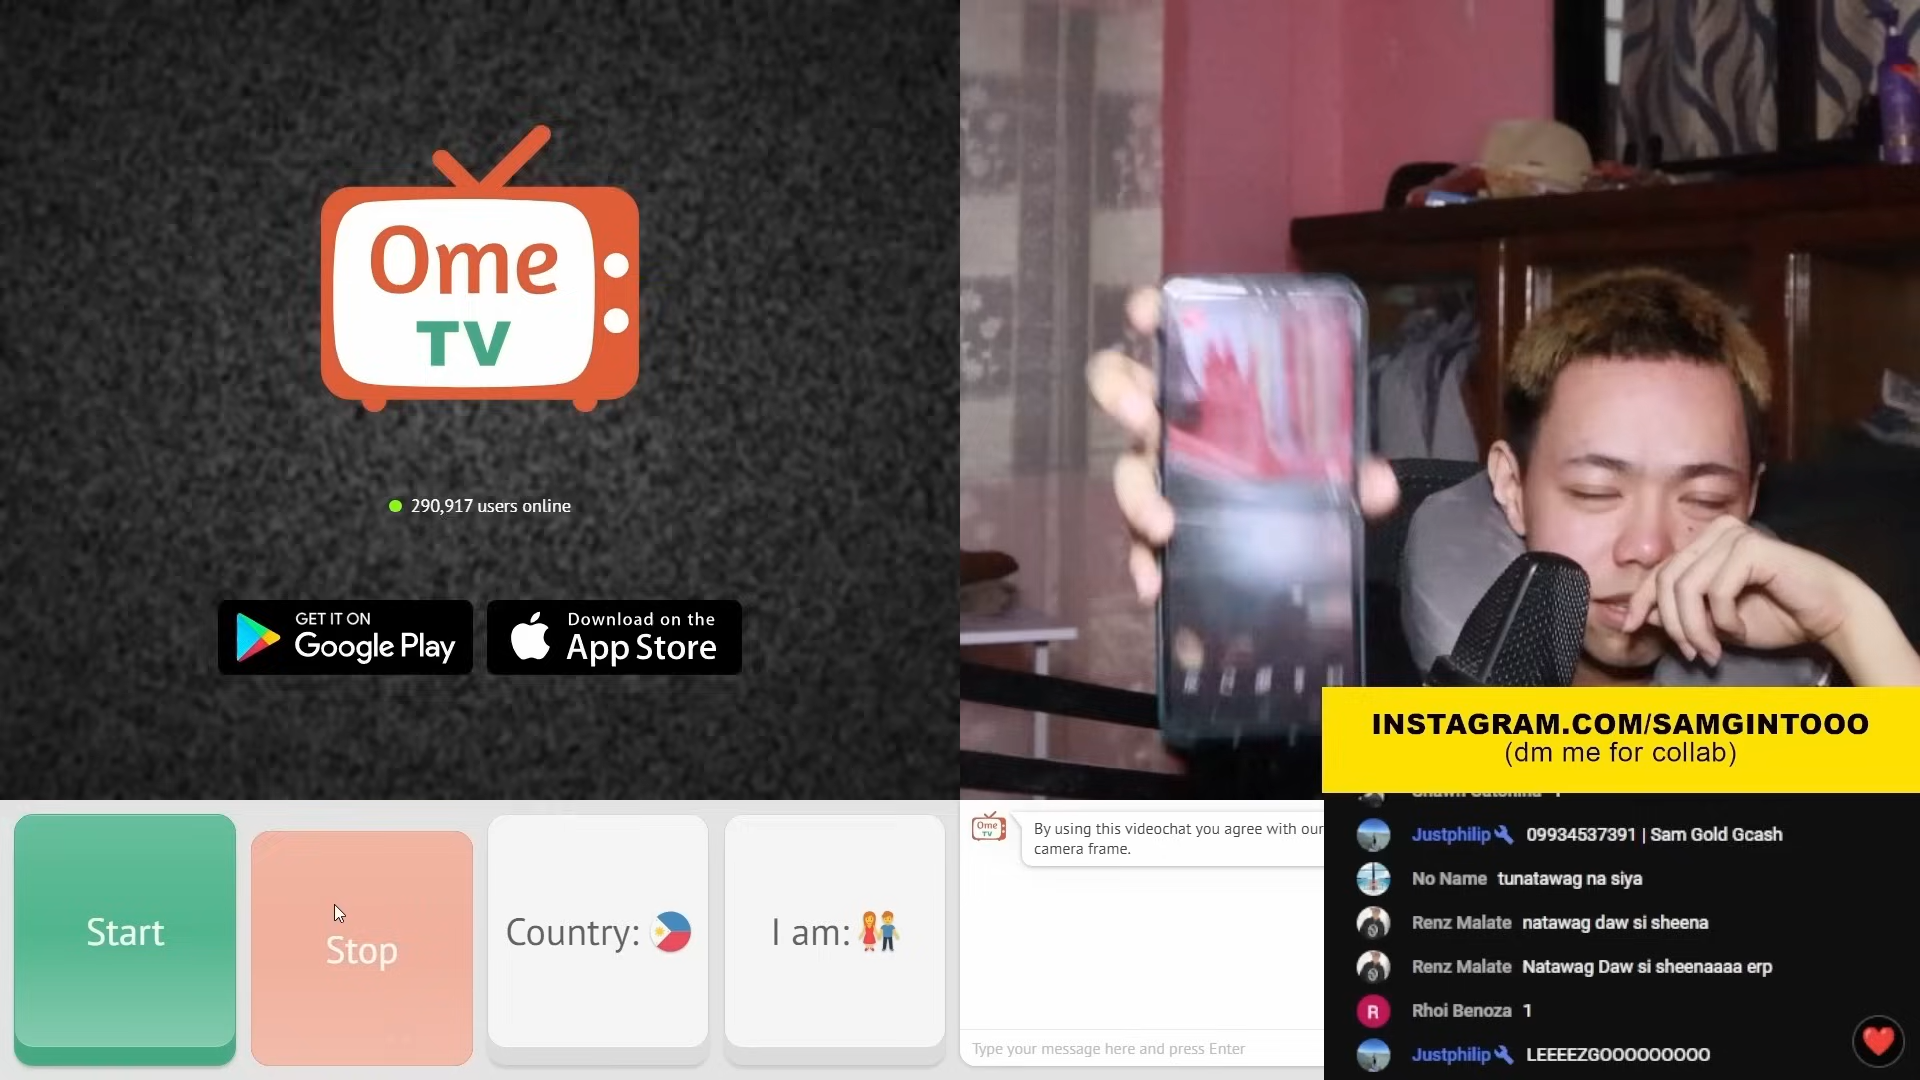 Ome
TV
290,917 users online
GET IT ON
Google Play
Download on the
App Store
Start
Stop
Country:
I am:
INSTAGRAM.COM/SAMGINTOOO
(dm me for collab)
Ome
TV
By using this videochat you agree with our
camera frame.
Type your message here and press Enter
Justphilip 09934537391 | Sam Gold Gcash
No Name tunatawag na siya
Renz Malate natawag daw si sheena
Renz Malate Natawag Daw si sheenaaaa erp
R Rhoi Benoza 1
Justphilip LEEEEZGOOOOOOOOO